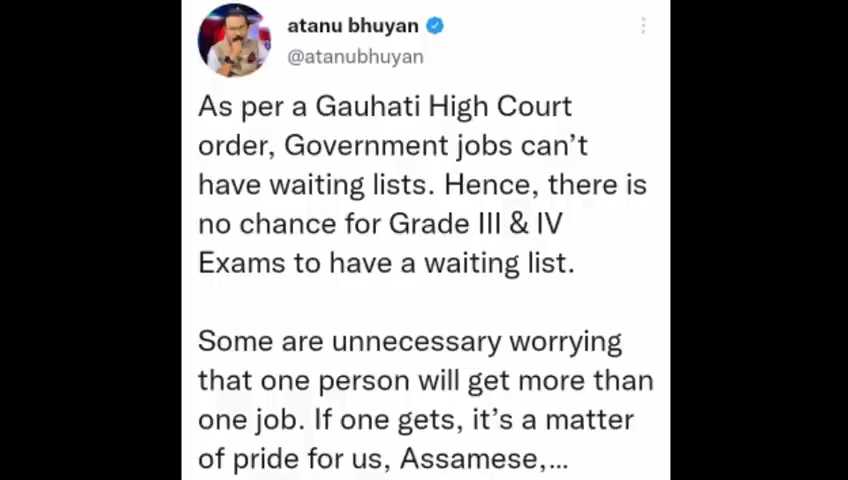 atanu bhuyan
@atanubhuyan
As per a Gauhati High Court
order, Government jobs can’t
have waiting lists. Hence, there is
no chance for Grade III & IV
Exams to have a waiting list.
Some are unnecessary worrying
that one person will get more than
one job. If one gets, it’s a matter
of pride for us, Assamese,...